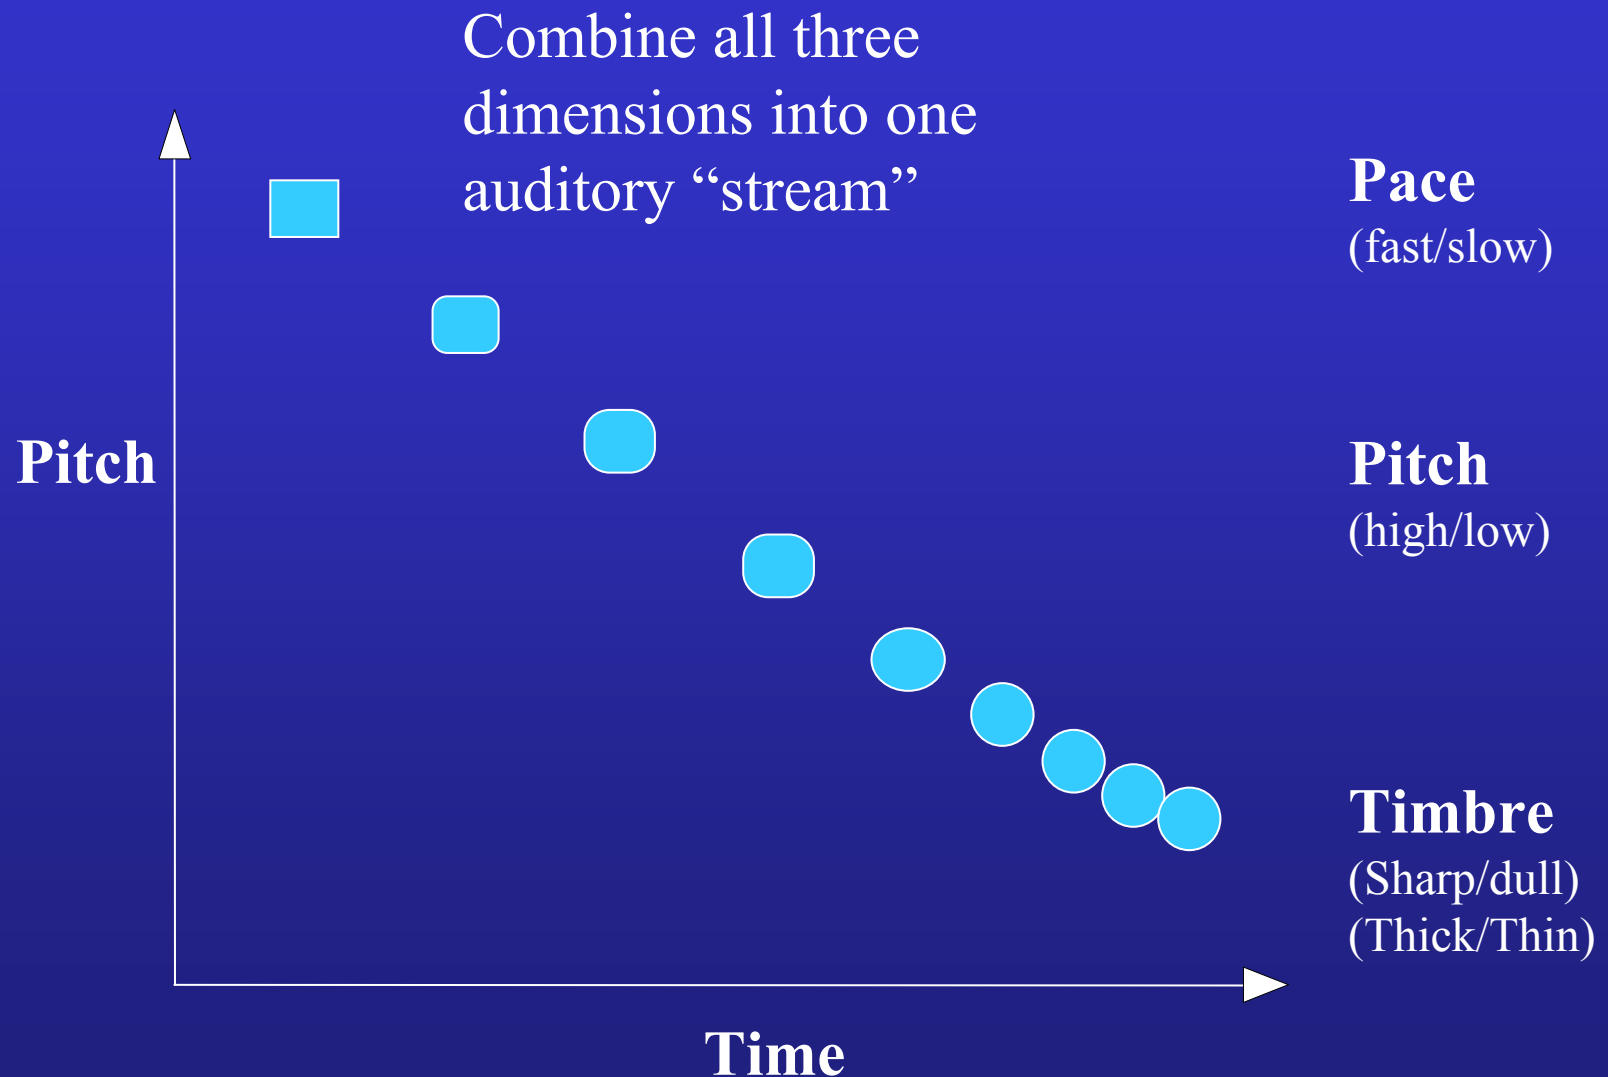 Combine all three
dimensions into one
auditory “stream”
Pitch
Time
Pace
(fast/slow)
Pitch
(high/low)
Timbre
(Sharp/dull)
(Thick/Thin)